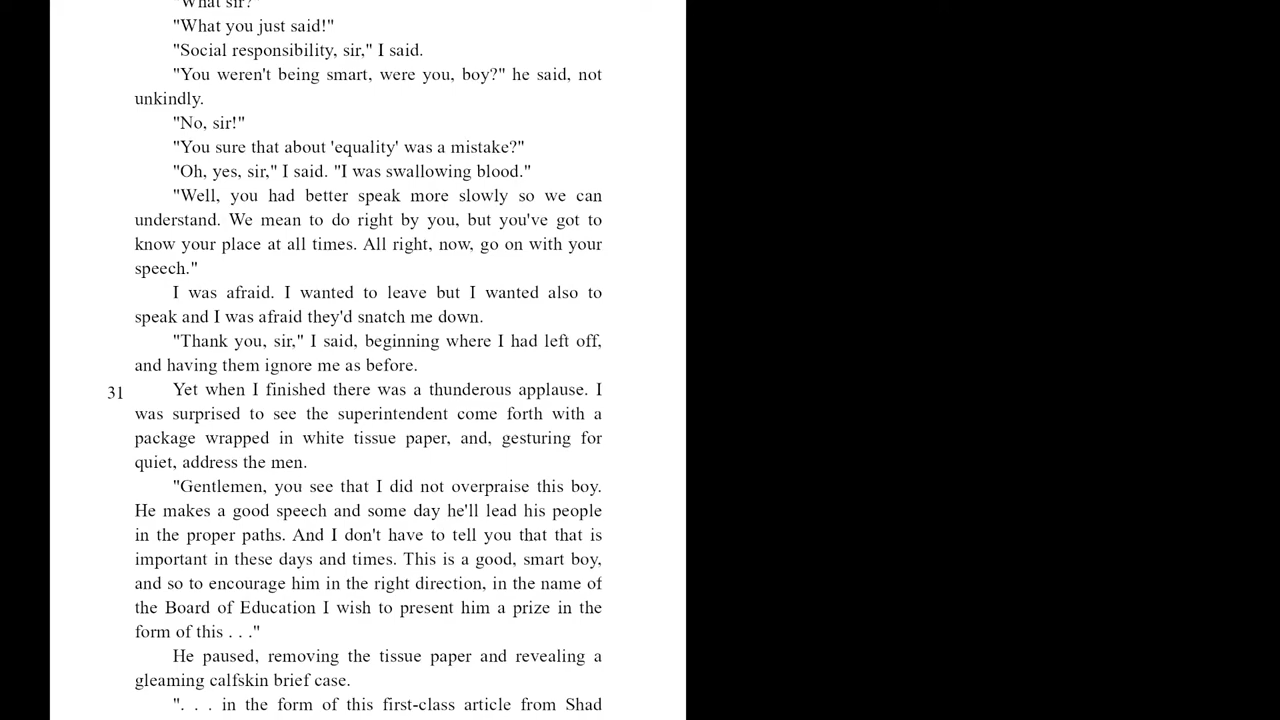 "What sir?"
"What you just said!"
"Social responsibility, sir," I said.
"You weren't being smart, were you, boy?" he said, not
unkindly.
"No, sir!"
"You sure that about 'equality' was a mistake?"
"Oh, yes, sir," I said. "I was swallowing blood."
"Well, you had better speak more slowly so we can
understand. We mean to do right by you, but you've got to
know your place at all times. All right, now, go on with your
speech."
I was afraid. I wanted to leave but I wanted also to
speak and I was afraid they'd snatch me down.
"Thank you, sir," I said, beginning where I had left off,
and having them ignore me as before.
31 Yet when I finished there was a thunderous applause. I
was surprised to see the superintendent come forth with a
package wrapped in white tissue paper, and, gesturing for
quiet, address the men.
"Gentlemen, you see that I did not overpraise this boy.
He makes a good speech and some day he'll lead his people
in the proper paths. And I don't have to tell you that that is
important in these days and times. This is a good, smart boy,
and so to encourage him in the right direction, in the name of
the Board of Education I wish to present him a prize in the
form of this . . ."
He paused, removing the tissue paper and revealing a
gleaming calfskin brief case.
". . . in the form of this first-class article from Shad